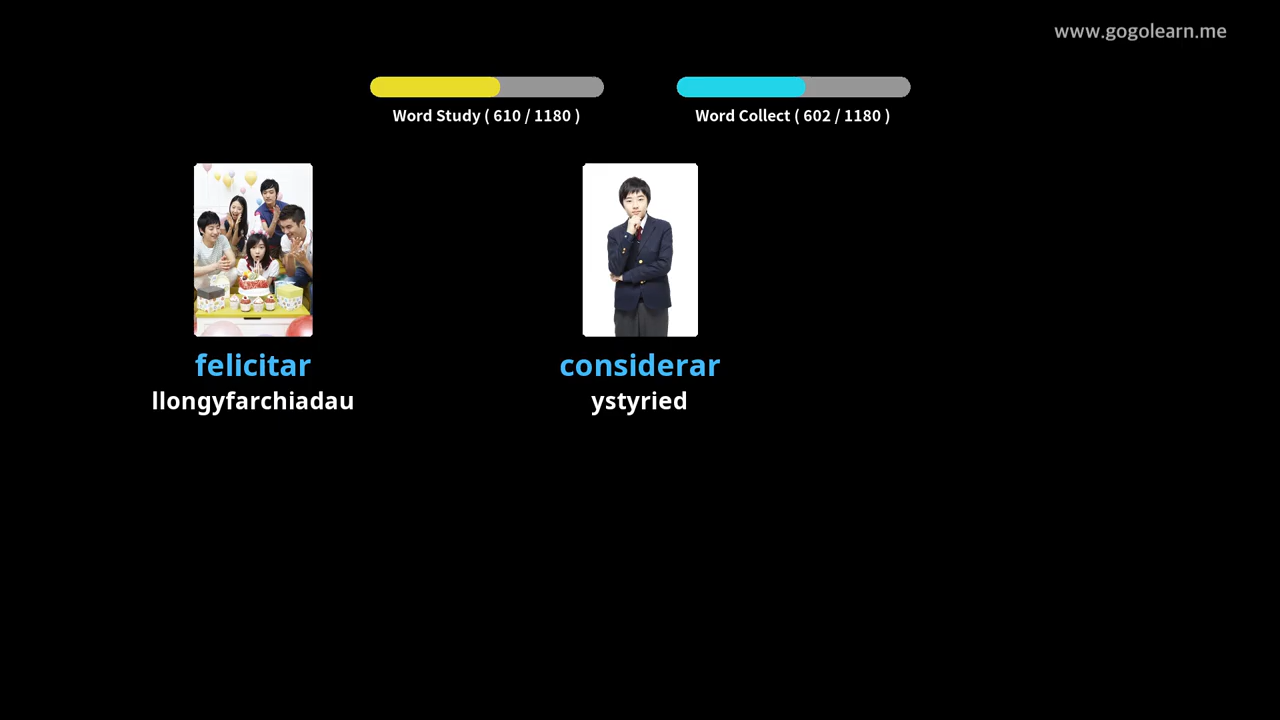 www.gogolearn.me
Word Study ( 610 / 1180 )
Word Collect ( 602 / 1180 )
felicitar
llongyfarchiadau
considerar
ystyried